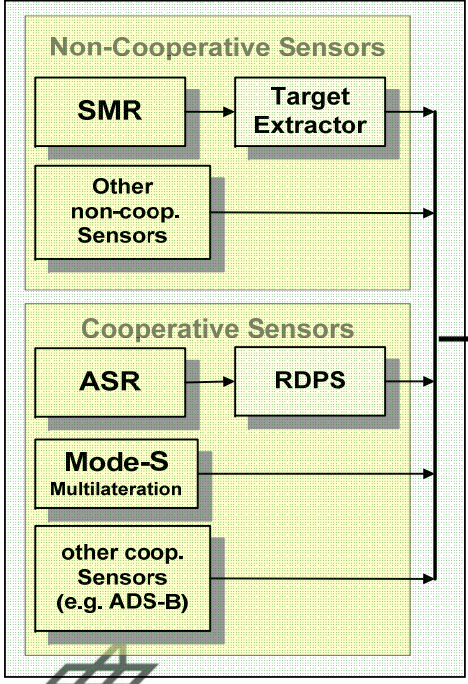 Non-Cooperative Sensors
SMR
Target
Extractor
Other
non-coop.
Sensors
Cooperative Sensors
ASR
RDPS
Mode-S
Multilateration
other coop.
Sensors
(e.g. ADS-B)